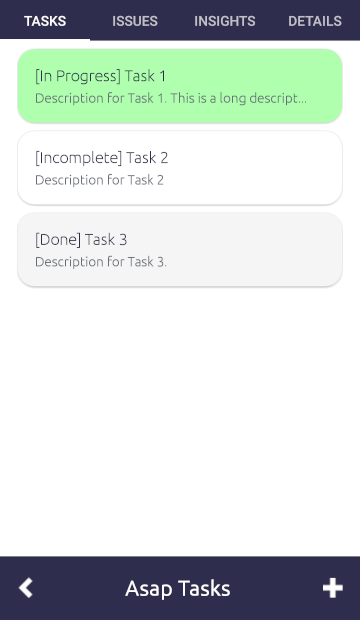 TASKS ISSUES INSIGHTS DETAILS
[In Progress] Task 1
Description for Task 1. This is a long descript...
[Incomplete] Task 2
Description for Task 2
[Done] Task 3
Description for Task 3.
Asap Tasks